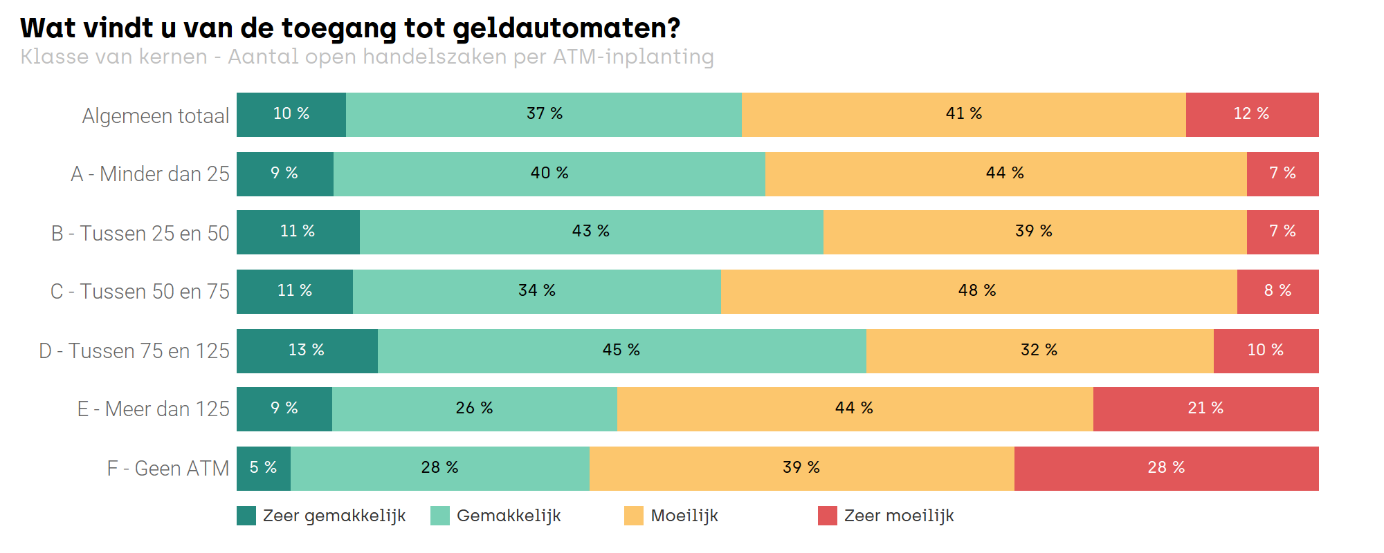 Wat vindt u van de toegang tot geldautomaten?
Klasse van kernen - Aantal open handelszaken per ATM-inplanting
Algemeen totaal 10 % 37 % 41 % 12 %
A - Minder dan 25 9 % 40 % 44 % 7 %
B - Tussen 25 en 50 11 % 43 % 39 % 7 %
C - Tussen 50 en 75 11 % 34 % 48 % 8 %
D - Tussen 75 en 125 13 % 45 % 32 % 10 %
E - Meer dan 125 9 % 26 % 44 % 21 %
F - Geen ATM 5 % 28 % 39 % 28 %
Zeer gemakkelijk Gemakkelijk Moeilijk Zeer moeilijk